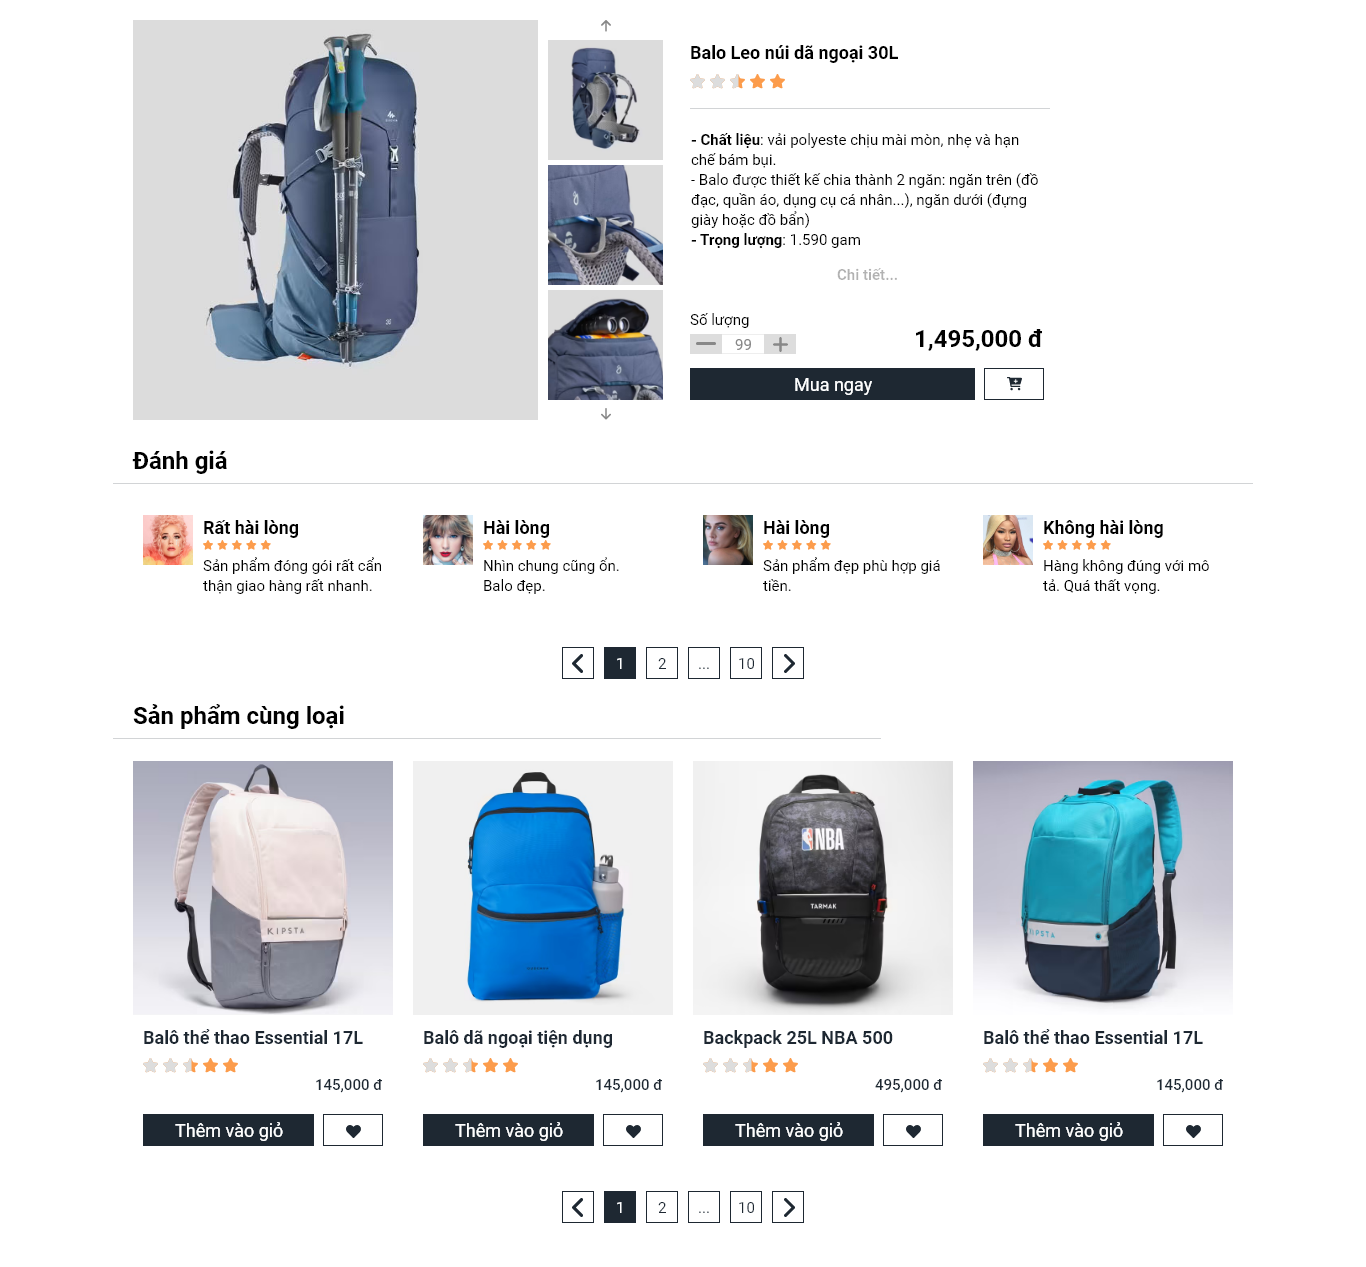 Balo Leo núi dã ngoại 30L
- Chất liệu: vải polyeste chịu mài mòn, nhẹ và hạn
chế bám bụi.
- Balo được thiết kế chia thành 2 ngăn: ngăn trên (đồ
đạc, quần áo, dụng cụ cá nhân...), ngăn dưới (đựng
giày hoặc đồ bẩn)
- Trọng lượng: 1.590 gam
Chi tiết...
Số lượng
99
1,495,000 đ
Mua ngay
Đánh giá
Rất hài lòng
Sản phẩm đóng gói rất cẩn
thận giao hàng rất nhanh.
Hài lòng
Nhìn chung cũng ổn.
Balo đẹp.
Hài lòng
Sản phẩm đẹp phù hợp giá
tiền.
Không hài lòng
Hàng không đúng với mô
tả. Quá thất vọng.
1 2 ... 10
Sản phẩm cùng loại
KIPSTA
NBA
TARMAK
KIPSTA
Balô thể thao Essential 17L
145,000 đ
Thêm vào giỏ
Balô dã ngoại tiện dụng
145,000 đ
Thêm vào giỏ
Backpack 25L NBA 500
495,000 đ
Thêm vào giỏ
Balô thể thao Essential 17L
145,000 đ
Thêm vào giỏ
1 2 ... 10